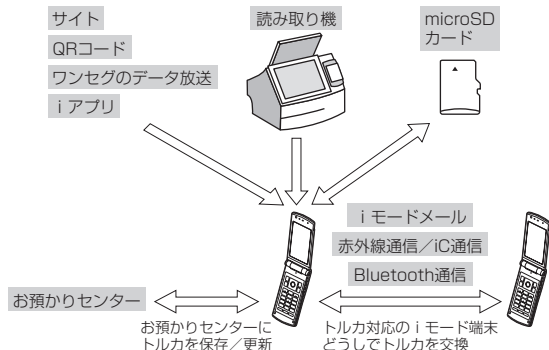 サイト
QRコード
ワンセグのデータ放送
iアプリ
読み取り機
microSD
カード
iモードメール
赤外線通信／iC通信
Bluetooth通信
お預かりセンター
お預かりセンターに
トルカを保存／更新
トルカ対応のiモード端末
どうしでトルカを交換